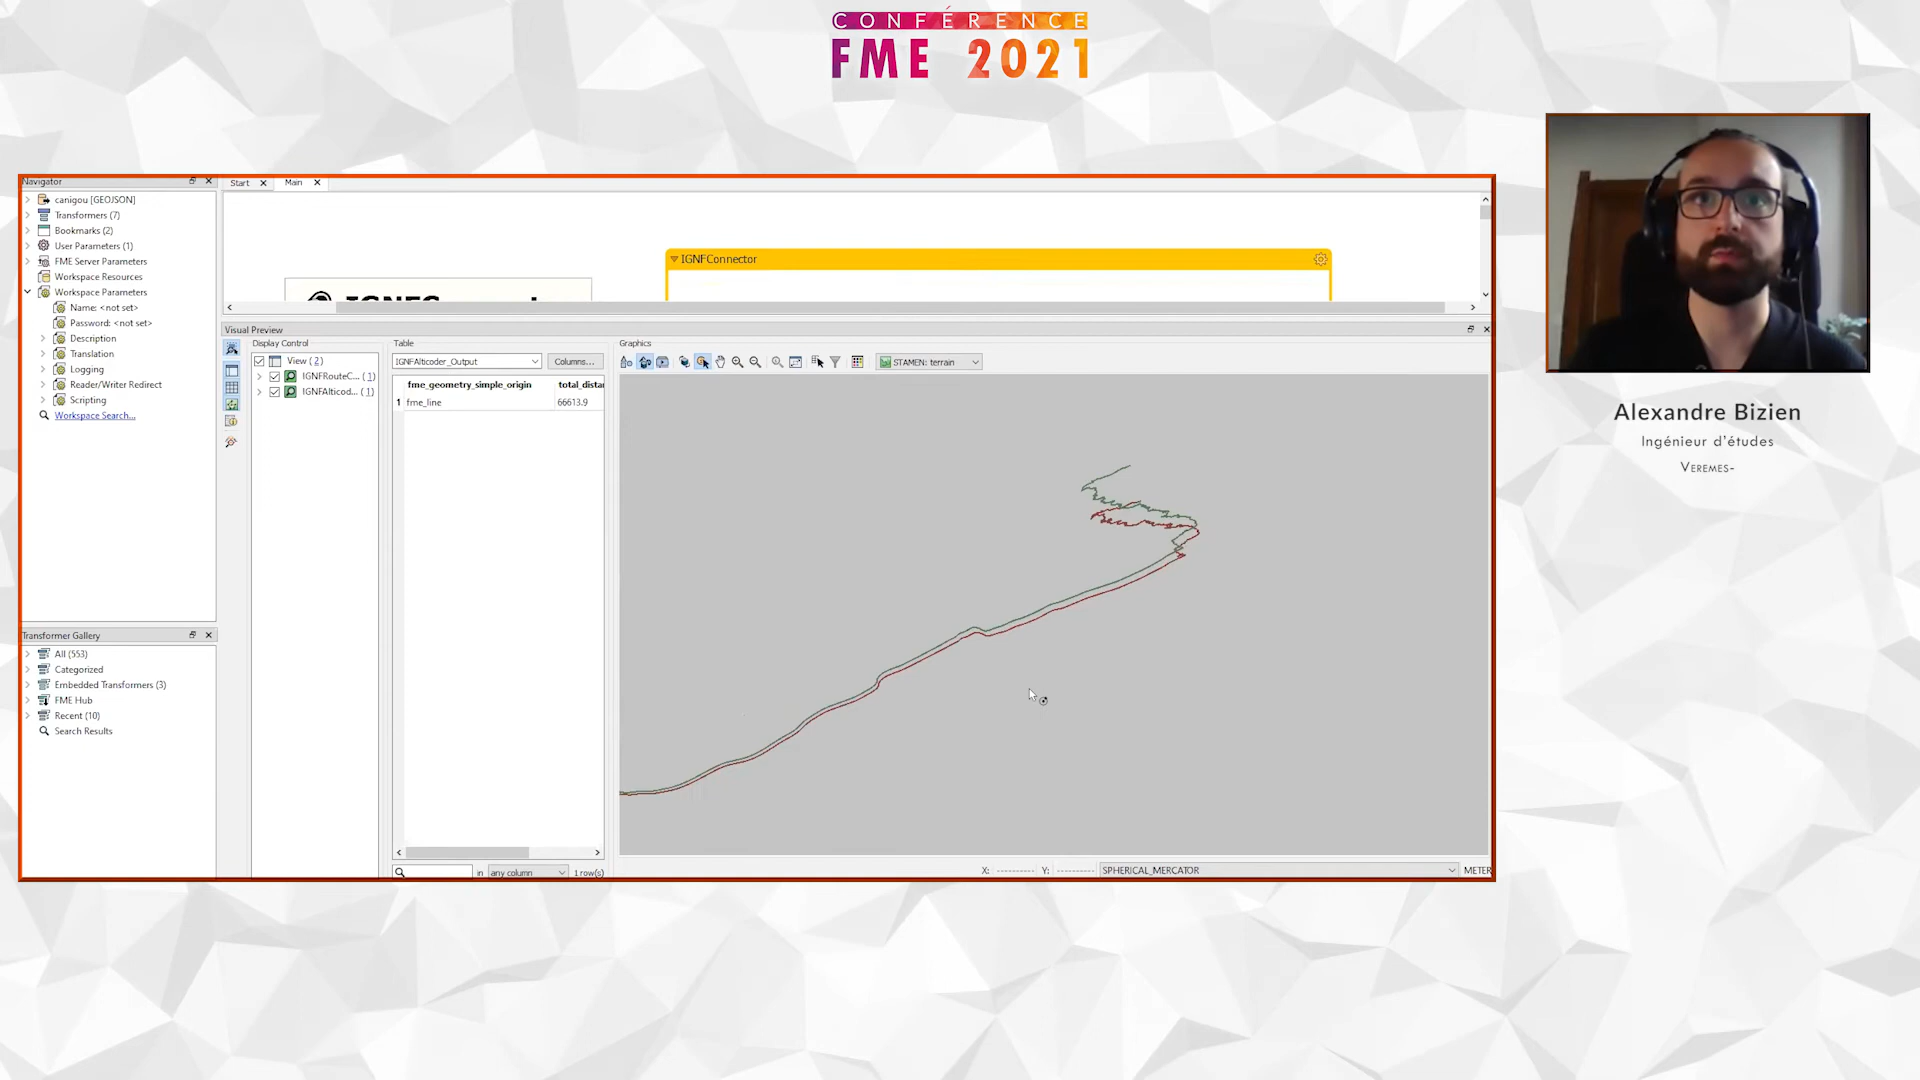 CONFÉRENCE
FME 2021
Navigator
canigou [GEOJSON]
Transformers (7)
Bookmarks (2)
User Parameters (1)
FME Server Parameters
Workspace Resources
Workspace Parameters
Name: <not set>
Password: <not set>
Description
Translation
Logging
Reader/Writer Redirect
Scripting
Workspace Search...
Transformer Gallery
All (553)
Categorized
Embedded Transformers (3)
FME Hub
Recent (10)
Search Results
Start
Main
IGNFConnector
Visual Preview
Display Control
View (2)
IGNFRouteC... (1)
IGNFAlticod... (1)
Table
IGNFAlticoder_Output
Columns...
fme_geometry_simple_origin
total_distar
1 fme_line
66613.9
in any column
1 row(s)
Graphics
STAMEN: terrain
X: ----------
Y: ----------
SPHERICAL_MERCATOR
METER
Alexandre Bizien
Ingénieur d'études
Veremes-